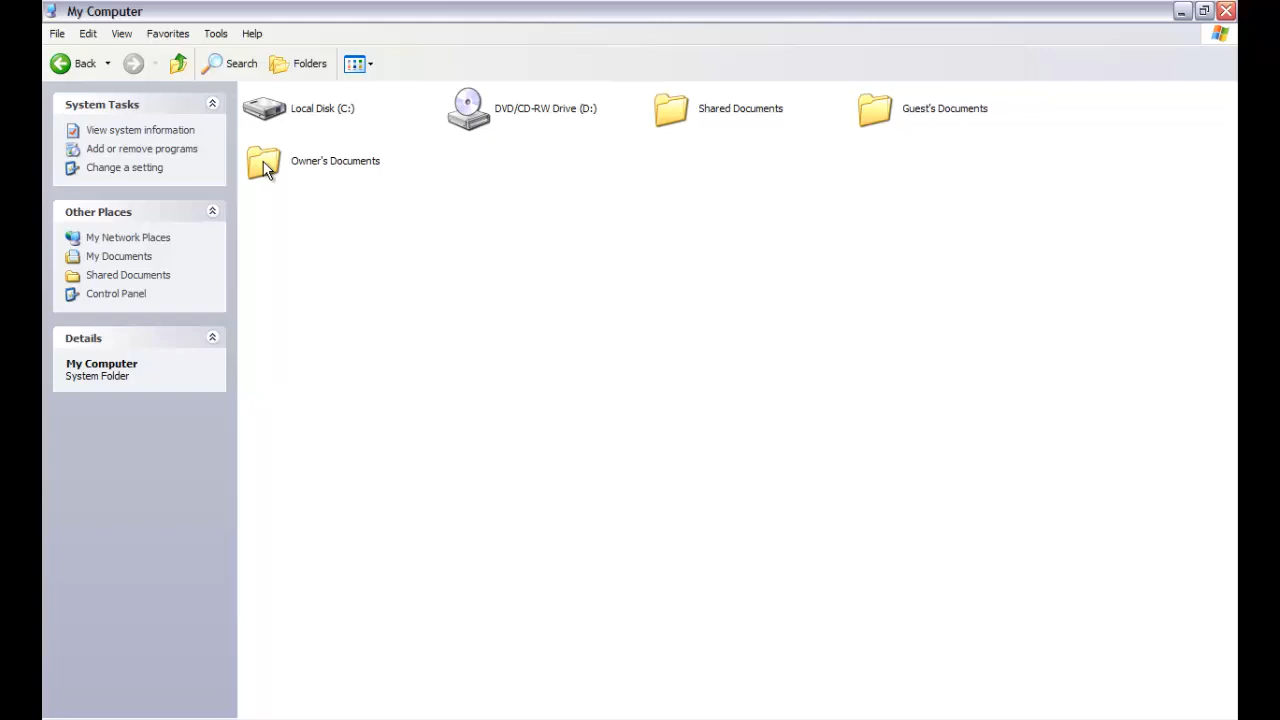 My Computer
File Edit View Favorites Tools Help
Back Search Folders
System Tasks
View system information
Add or remove programs
Change a setting
Other Places
My Network Places
My Documents
Shared Documents
Control Panel
Details
My Computer
System Folder
Local Disk (C:) DVD/CD-RW Drive (D:) Shared Documents Guest's Documents
Owner's Documents